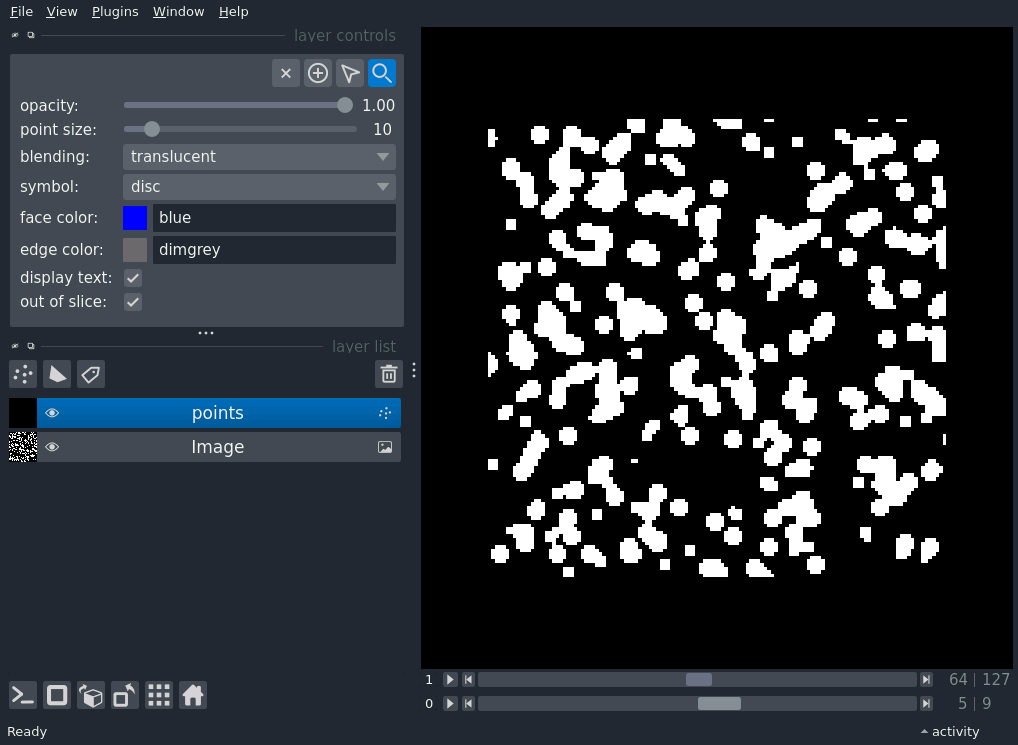 File View Plugins Window Help
layer controls
opacity: 1.00
point size: 10
blending: translucent
symbol: disc
face color: blue
edge color: dimgrey
display text:
out of slice:
layer list
points
Image
1 64 | 127
0 5 | 9
Ready activity